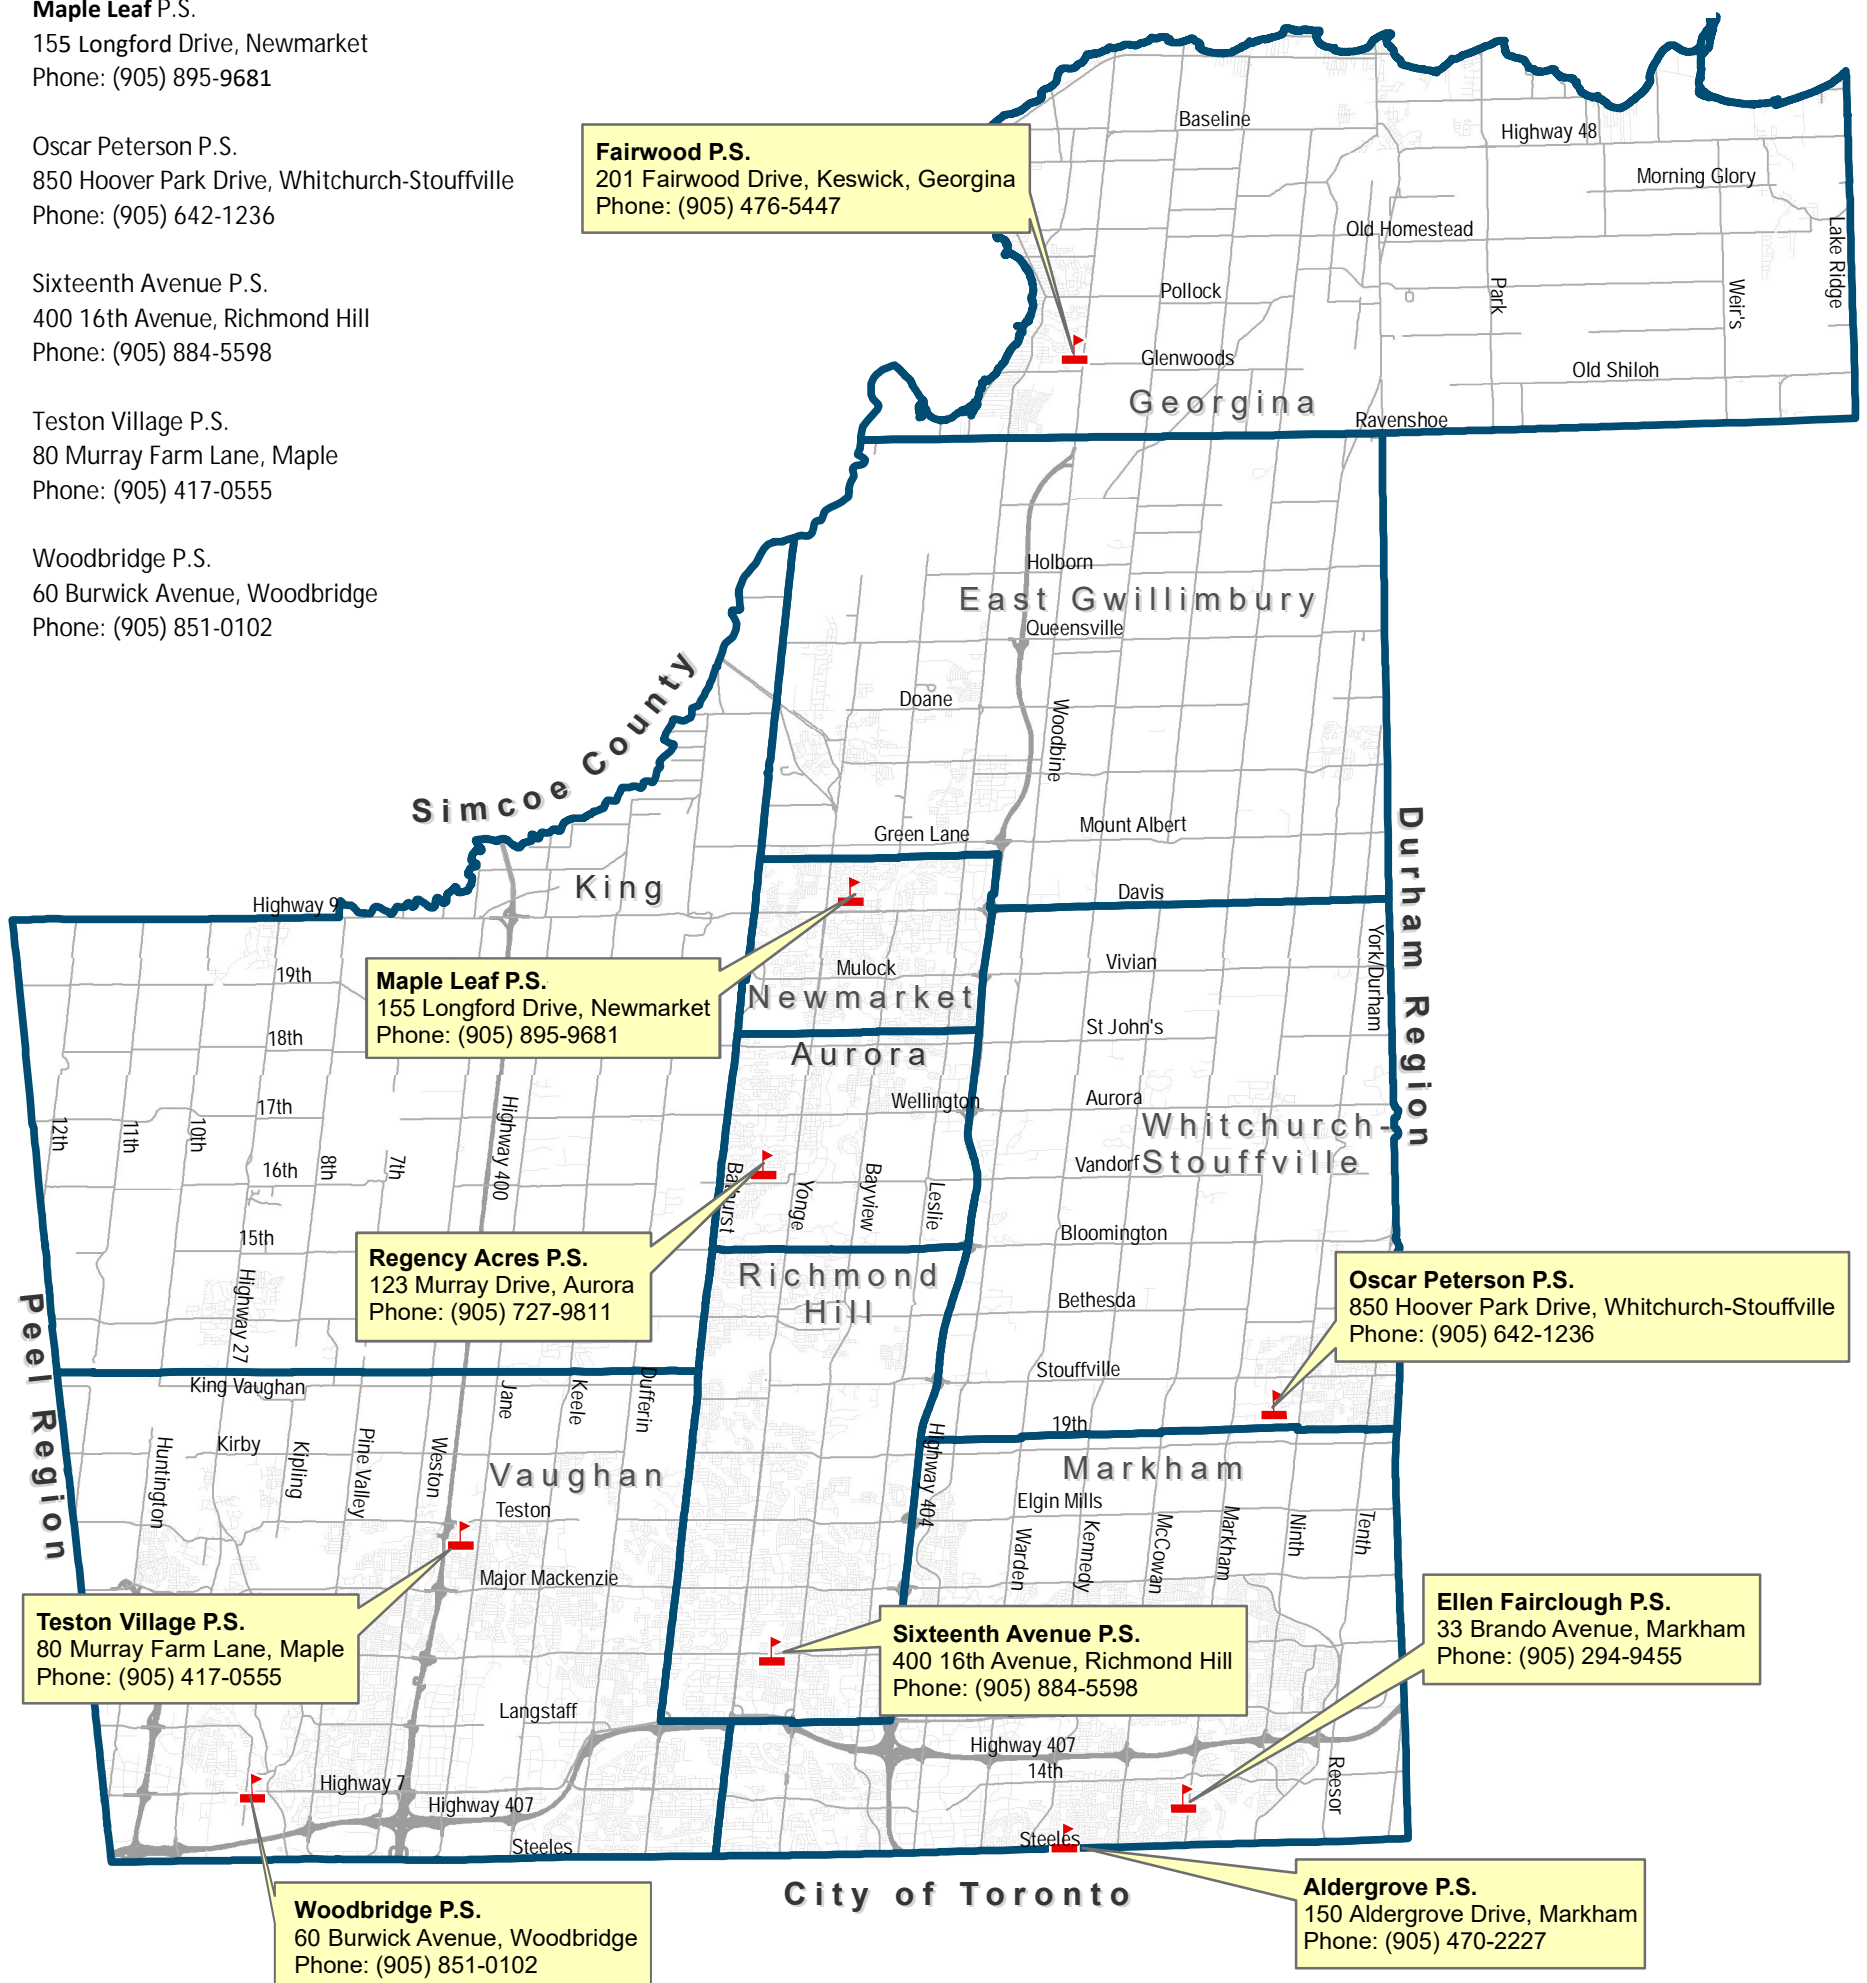 Maple Leaf P.S.
155 Longford Drive, Newmarket
Phone: (905) 895-9681
Oscar Peterson P.S.
850 Hoover Park Drive, Whitchurch-Stouffville
Phone: (905) 642-1236
Sixteenth Avenue P.S.
400 16th Avenue, Richmond Hill
Phone: (905) 884-5598
Teston Village P.S.
80 Murray Farm Lane, Maple
Phone: (905) 417-0555
Woodbridge P.S.
60 Burwick Avenue, Woodbridge
Phone: (905) 851-0102
Fairwood P.S.
201 Fairwood Drive, Keswick, Georgina
Phone: (905) 476-5447
Baseline
Highway 48
Morning Glory
Old Homestead
Lake Ridge
Pollock
Park
Weir's
Glenwoods
Old Shiloh
Georgina
Ravenshoe
Holborn
East Gwillimbury
Queensville
Doane
Woodbine
Simcoe County
Green Lane
Mount Albert
Durham Region
King
Davis
Highway 9
19th
Maple Leaf P.S.
155 Longford Drive, Newmarket
Phone: (905) 895-9681
Mulock
Newmarket
Vivian
York/Durham
18th
St John's
Aurora
17th
Wellington
Aurora
12th
11th
10th
Highway 400
Whitchurch-
Stouffville
16th
8th
7th
Vandorf
Bathurst
Yonge
Bayview
Leslie
15th
Bloomington
Regency Acres P.S.
123 Murray Drive, Aurora
Phone: (905) 727-9811
Richmond
Hill
Highway 27
Bethesda
Oscar Peterson P.S.
850 Hoover Park Drive, Whitchurch-Stouffville
Phone: (905) 642-1236
Peel Region
Stouffville
King Vaughan
Jane
Keele
Dufferin
19th
Huntington
Kirby
Kipling
Pine Valley
Weston
Vaughan
Highway 404
Markham
Teston
Elgin Mills
Warden
Kennedy
McCowan
Markham
Ninth
Tenth
Major Mackenzie
Teston Village P.S.
80 Murray Farm Lane, Maple
Phone: (905) 417-0555
Sixteenth Avenue P.S.
400 16th Avenue, Richmond Hill
Phone: (905) 884-5598
Ellen Fairclough P.S.
33 Brando Avenue, Markham
Phone: (905) 294-9455
Langstaff
Highway 407
14th
Reesor
Highway 7
Highway 407
Steeles
Steeles
City of Toronto
Woodbridge P.S.
60 Burwick Avenue, Woodbridge
Phone: (905) 851-0102
Aldergrove P.S.
150 Aldergrove Drive, Markham
Phone: (905) 470-2227